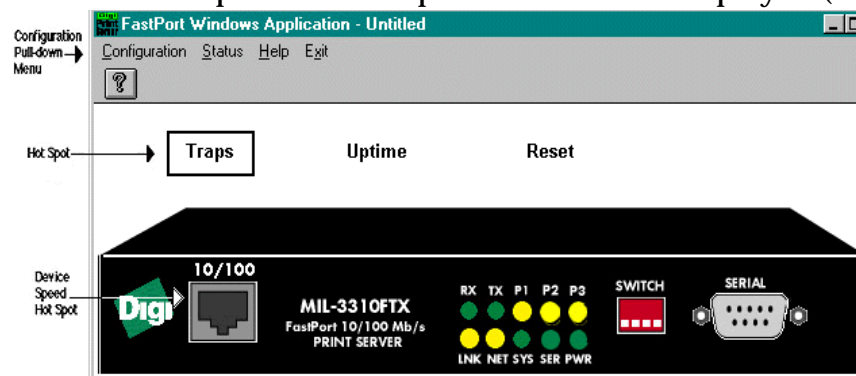 FastPort Windows Application - Untitled
Configuration
Pull-down
Menu
Configuration Status Help Exit
Hot Spot
Traps Uptime Reset
Device
Speed
Hot Spot
10/100
Digi
MIL-3310FTX
FastPort 10/100 Mb/s
PRINT SERVER
RX TX P1 P2 P3
LNK NET SYS SER PWR
SWITCH
SERIAL